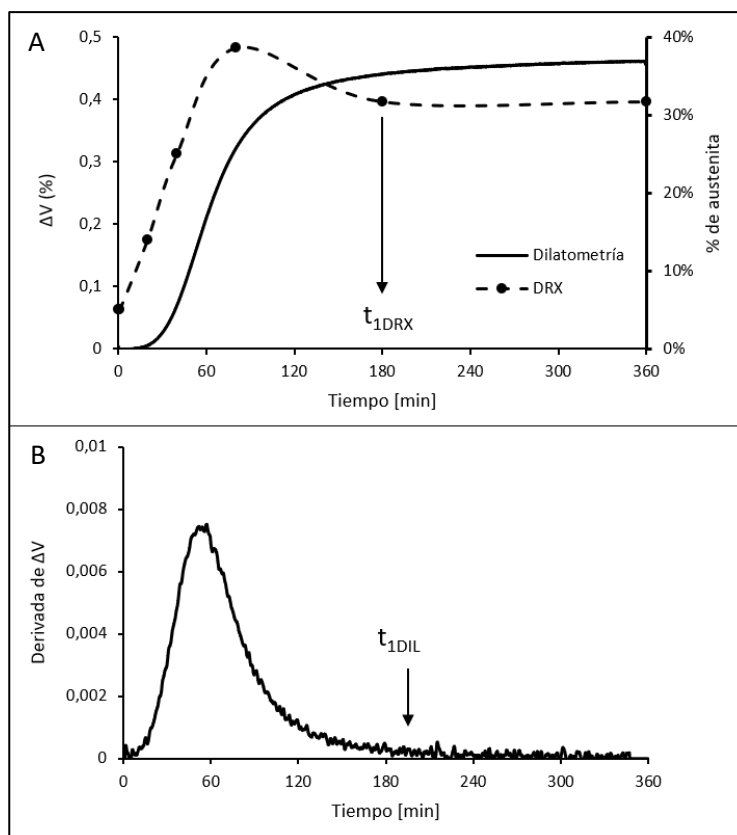 A
0,5
0,4
0,3
0,2
0,1
0
ΔV (%)
40%
30%
20%
10%
0%
% de austenita
Dilatometría
DRX
t1DRX
0 60 120 180 240 300 360
Tiempo [min]
B
0,01
0,008
0,006
0,004
0,002
0
Derivada de ΔV
t1DIL
0 60 120 180 240 300 360
Tiempo [min]